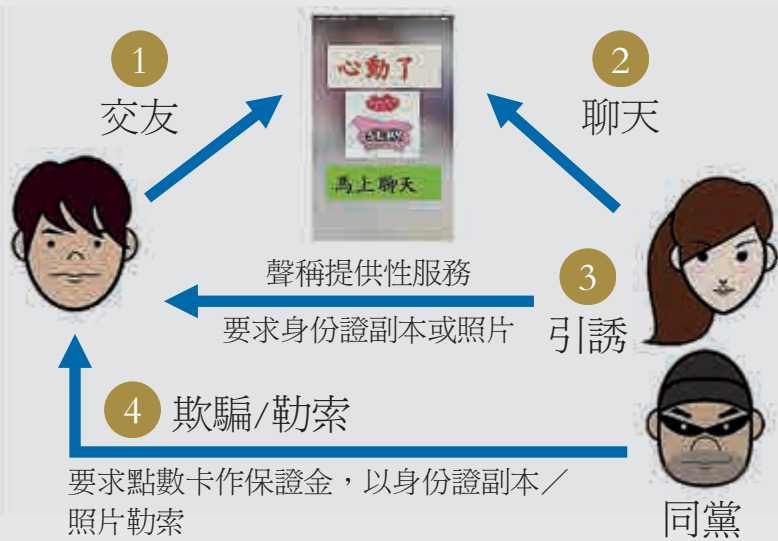 1
交友
2
聊天
心動了
馬上聊天
聲稱提供性服務
3
要求身份證副本或照片
引誘
4 欺騙/勒索
要求點數卡作保證金，以身份證副本／
照片勒索
同黨